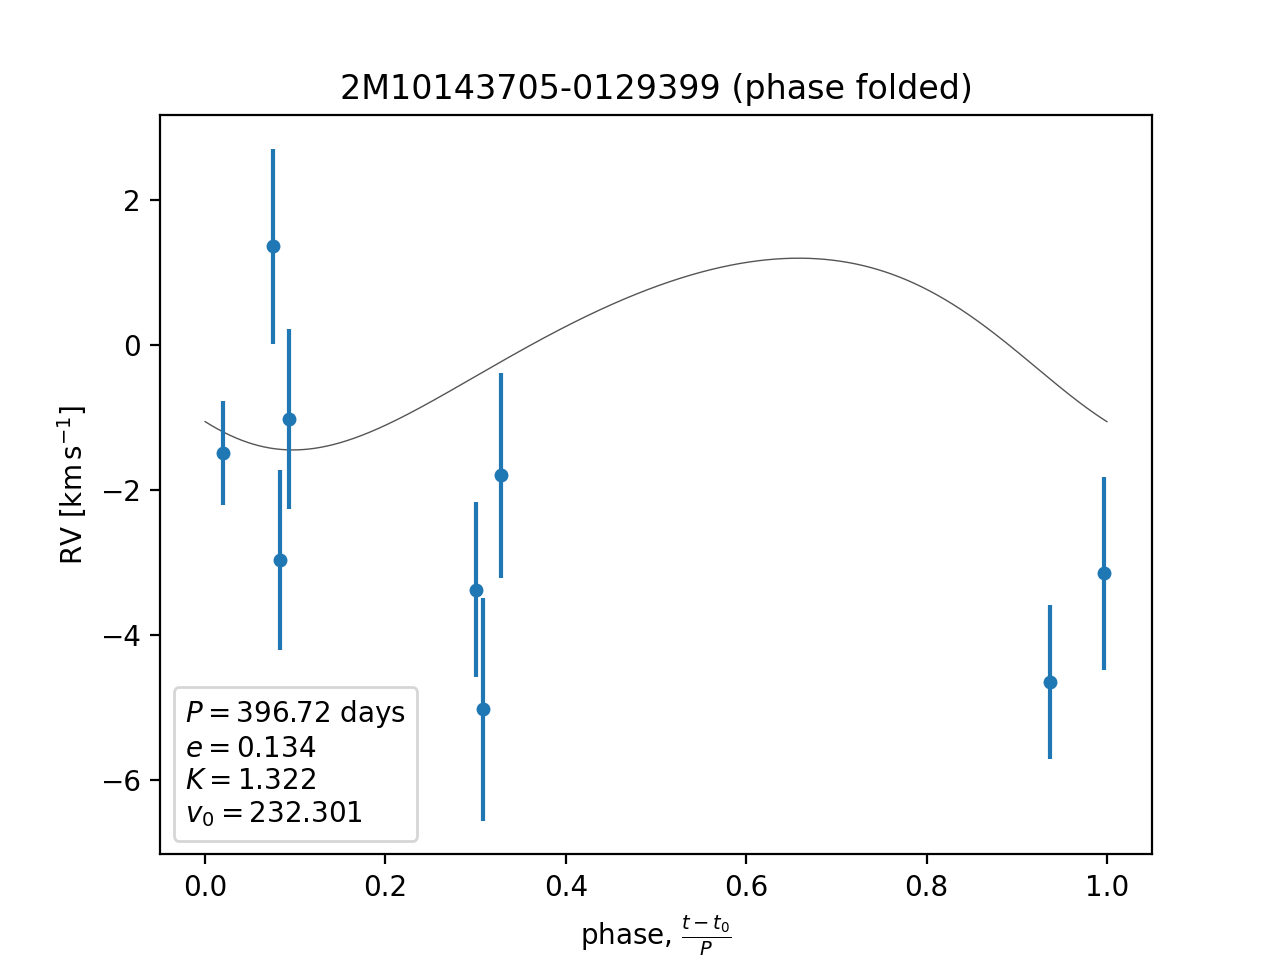 2M10143705-0129399 (phase folded)
RV [km s⁻¹]
2
0
−2
−4
−6
P = 396.72 days
e = 0.134
K = 1.322
v₀ = 232.301
0.0 0.2 0.4 0.6 0.8 1.0
phase, (t − t₀)/P